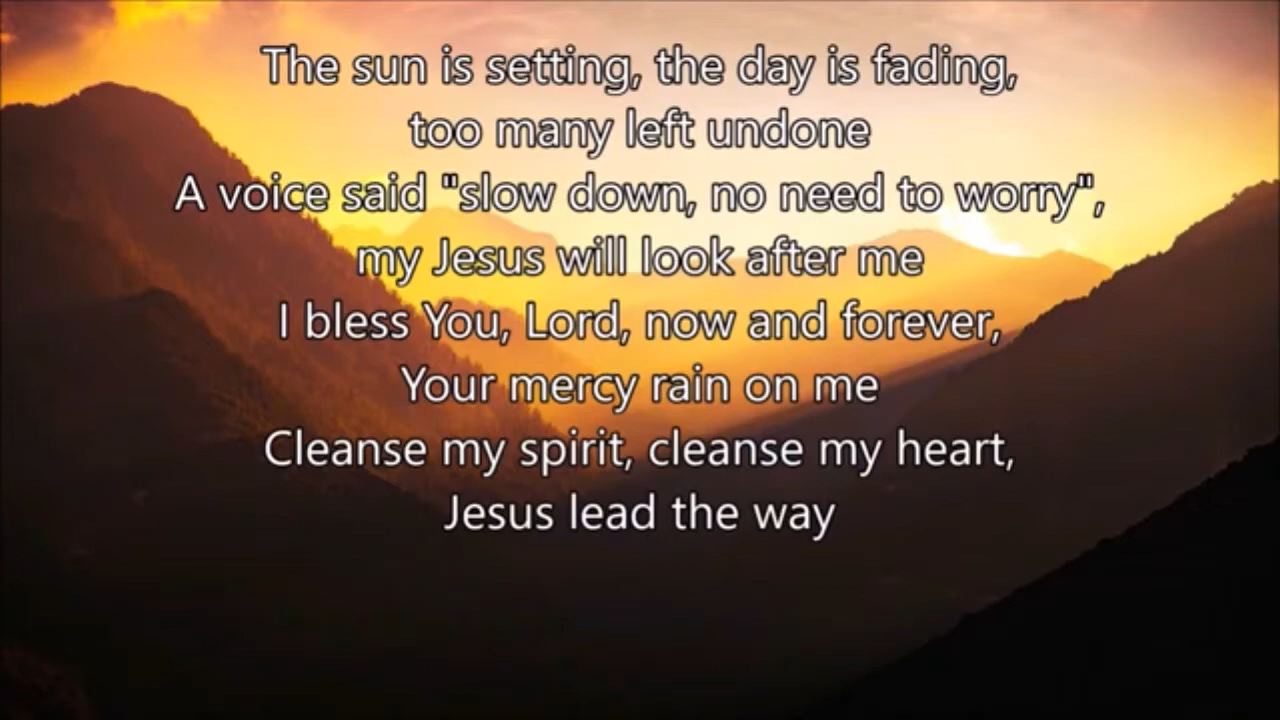 The sun is setting, the day is fading,
too many left undone
A voice said "slow down, no need to worry",
my Jesus will look after me
I bless You, Lord, now and forever,
Your mercy rain on me
Cleanse my spirit, cleanse my heart,
Jesus lead the way